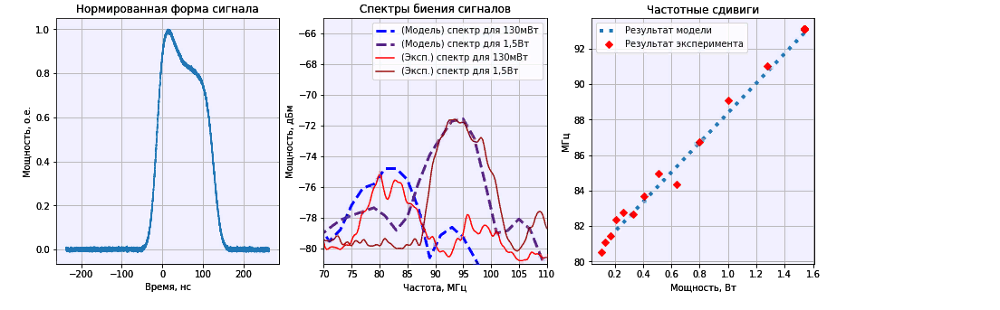 Нормированная форма сигнала
Мощность, о.е.
1.0
0.8
0.6
0.4
0.2
0.0
−200
−100
0
100
200
Время, нс
Спектры биения сигналов
(Модель) спектр для 130мВт
(Модель) спектр для 1,5Вт
(Эксп.) спектр для 130мВт
(Эксп.) спектр для 1,5Вт
Мощность, дБм
−66
−68
−70
−72
−74
−76
−78
−80
70
75
80
85
90
95
100
105
110
Частота, МГц
Частотные сдивиги
Результат модели
Результат эксперимента
МГц
92
90
88
86
84
82
80
0.2
0.4
0.6
0.8
1.0
1.2
1.4
1.6
Мощность, Вт